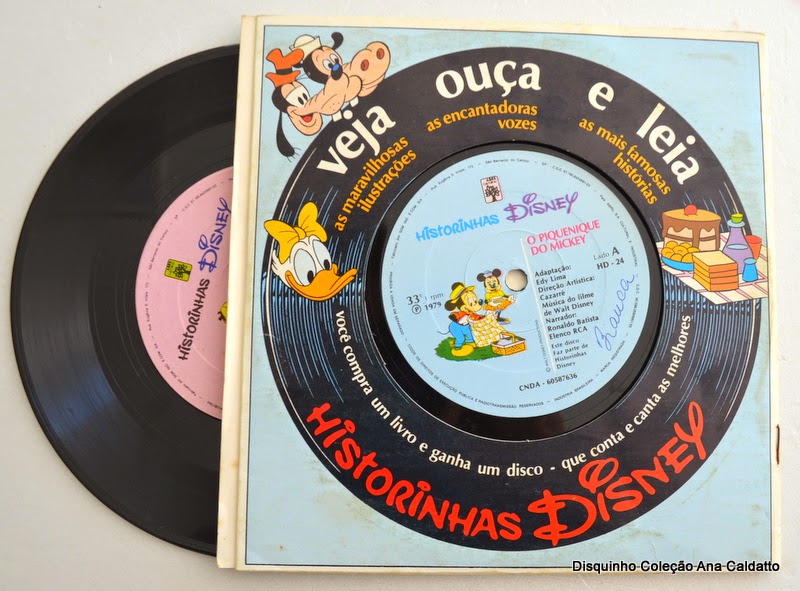 veja ouça e leia
as maravilhosas
ilustrações
as encantadoras
vozes
as mais famosas
histórias
HISTORINHAS DISNEY
O PIQUENIQUE
DO MICKEY
33⅓ rpm
℗ 1979
Lado A
HD - 24
Adaptação:
Edy Lima
Direção Artística:
Cazarré
Música do filme
de Walt Disney
Narrador:
Ronaldo Batista
Elenco RCA
Este disco
Faz parte de
Historinhas
Disney
CNDA - 60587636
Branca
você compra um livro e ganha um disco - que conta e canta as melhores
HISTORINHAS DISNEY
HISTORINHAS DISNEY
Disquinho Coleção Ana Caldatto